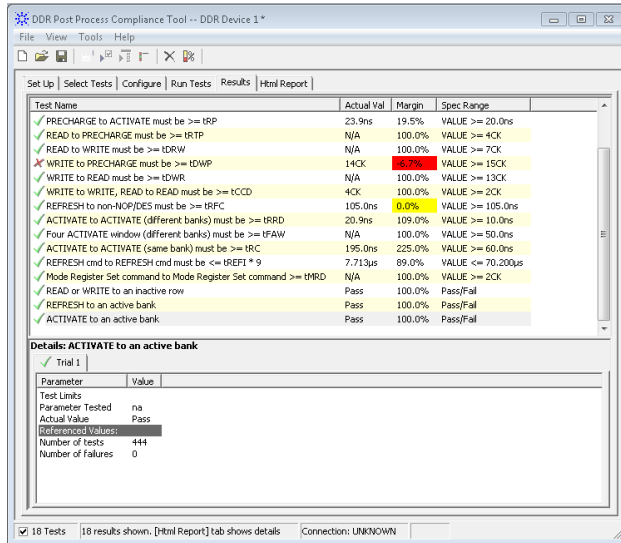 DDR Post Process Compliance Tool -- DDR Device 1 *
File View Tools Help
Set Up Select Tests Configure Run Tests Results Html Report
Test Name Actual Val Margin Spec Range
PRECHARGE to ACTIVATE must be >= tRP 23.9ns 19.5% VALUE >= 20.0ns
READ to PRECHARGE must be >= tRTP N/A 100.0% VALUE >= 4CK
READ to WRITE must be >= tDRW N/A 100.0% VALUE >= 7CK
WRITE to PRECHARGE must be >= tDWP 14CK -6.7% VALUE >= 15CK
WRITE to READ must be >= tDWR N/A 100.0% VALUE >= 13CK
WRITE to WRITE, READ to READ must be >= tCCD 4CK 100.0% VALUE >= 2CK
REFRESH to non-NOP/DES must be >= tRFC 105.0ns 0.0% VALUE >= 105.0ns
ACTIVATE to ACTIVATE (different banks) must be >= tRRD 20.9ns 109.0% VALUE >= 10.0ns
Four ACTIVATE window (different banks) must be >= tFAW N/A 100.0% VALUE >= 50.0ns
ACTIVATE to ACTIVATE (same bank) must be >= tRC 195.0ns 225.0% VALUE >= 60.0ns
REFRESH cmd to REFRESH cmd must be <= tREFI * 9 7.713µs 89.0% VALUE <= 70.200µs
Mode Register Set command to Mode Register Set command >= tMRD N/A 100.0% VALUE >= 2CK
READ or WRITE to an inactive row Pass 100.0% Pass/Fail
REFRESH to an active bank Pass 100.0% Pass/Fail
ACTIVATE to an active bank Pass 100.0% Pass/Fail
Details: ACTIVATE to an active bank
Trial 1
Parameter Value
Test Limits
Parameter Tested na
Actual Value Pass
Referenced Values:
Number of tests 444
Number of failures 0
18 Tests 18 results shown. [Html Report] tab shows details Connection: UNKNOWN